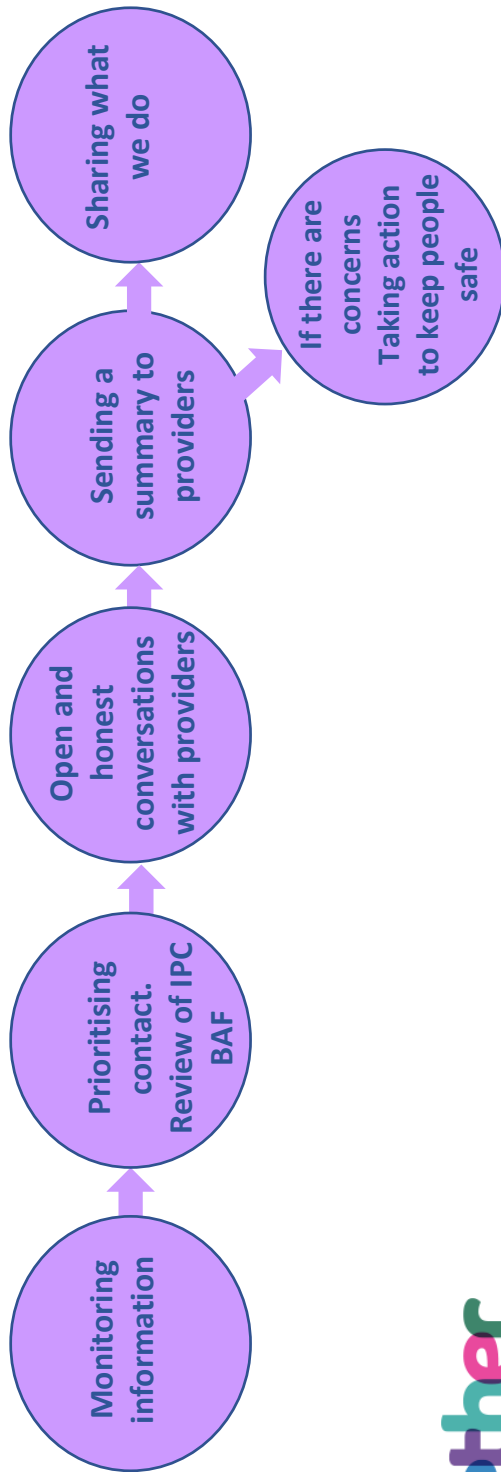 Monitoring
information
Prioritising
contact.
Review of IPC
BAF
Open and
honest
conversations
with providers
Sending a
summary to
providers
Sharing what
we do
If there are
concerns
Taking action
to keep people
safe